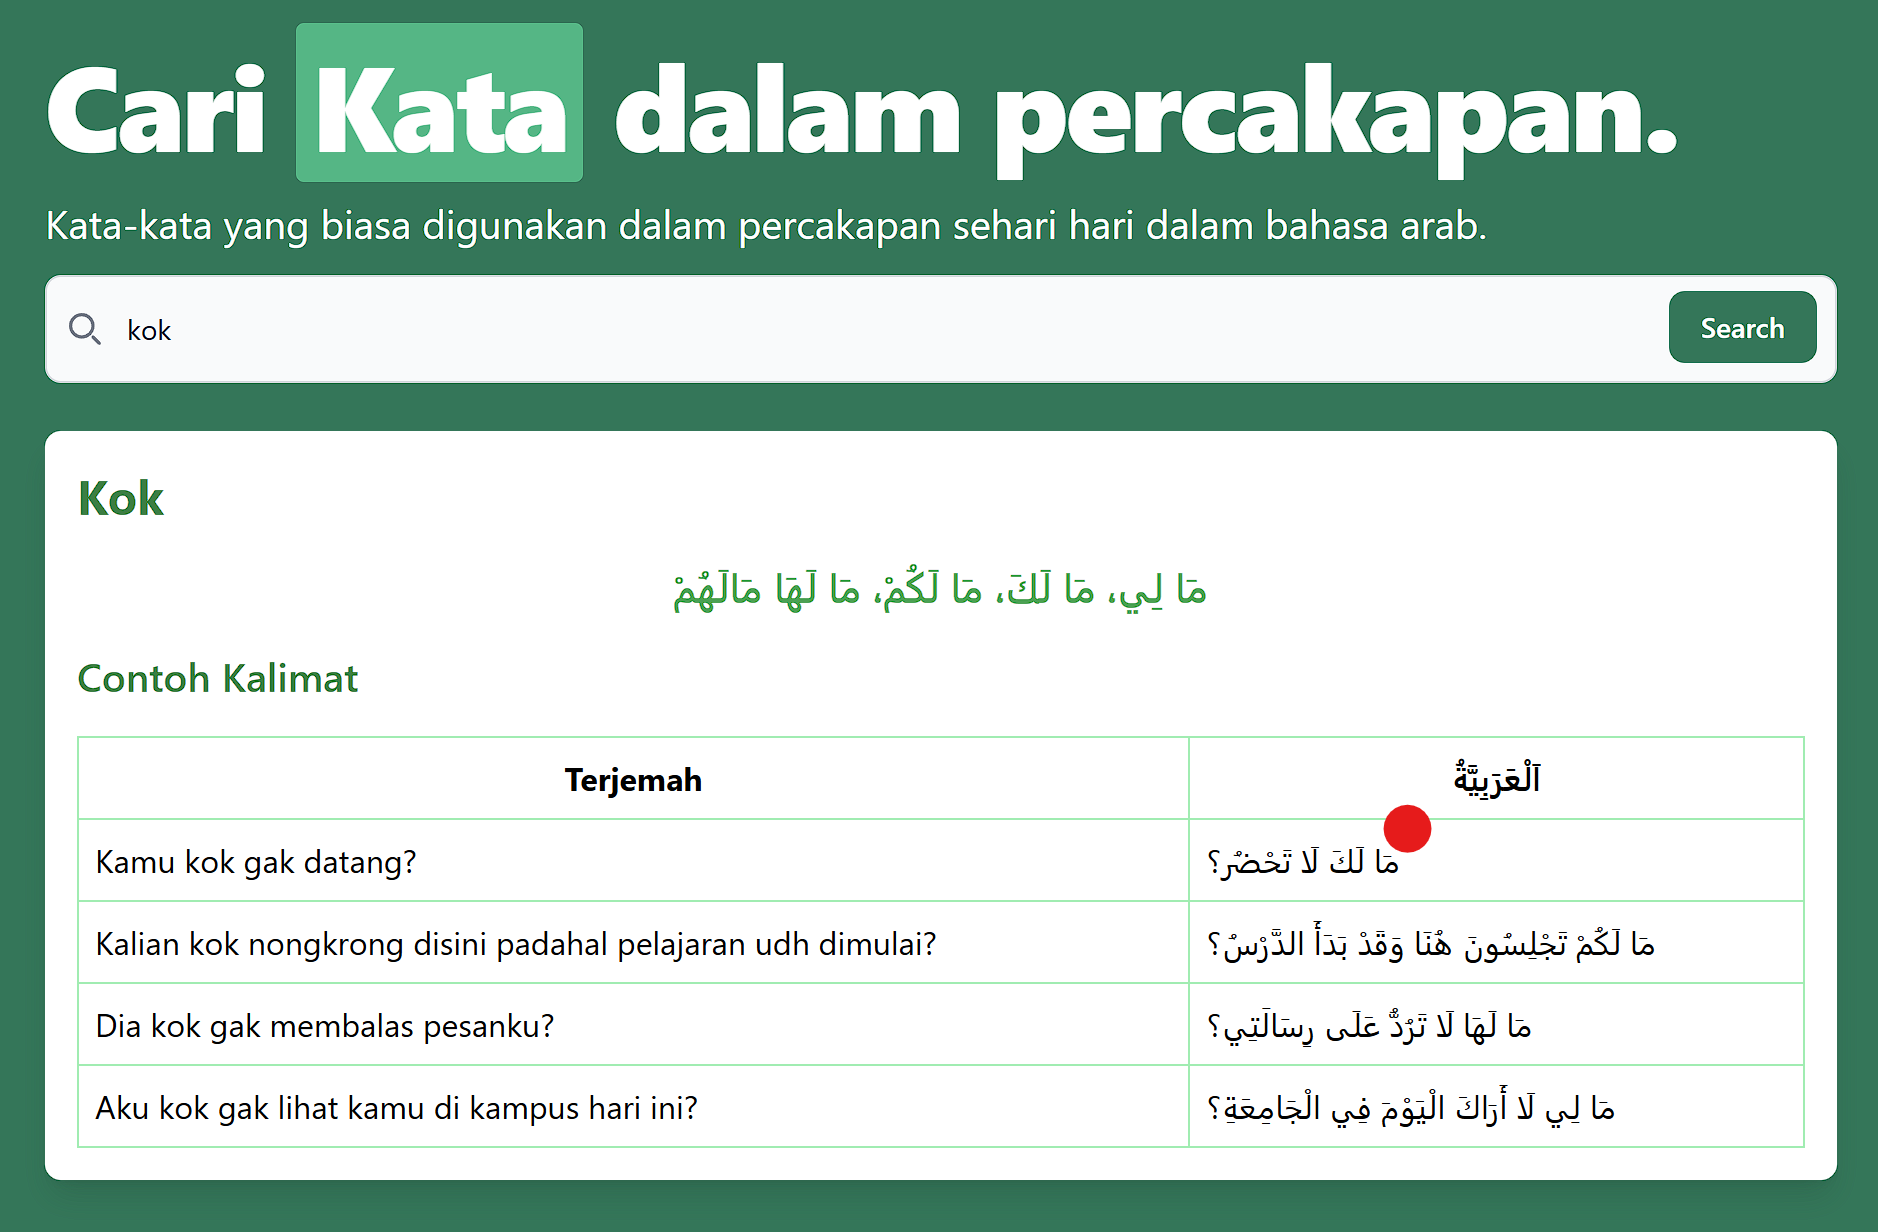 Cari Kata dalam percakapan.
Kata-kata yang biasa digunakan dalam percakapan sehari hari dalam bahasa arab.
kok
Search
Kok
مَا لِي، مَا لَكَ، مَا لَكُمْ، مَا لَهَا مَالَهُمْ
Contoh Kalimat
Terjemah
اَلْعَرَبِيَّةُ
Kamu kok gak datang?
مَا لَكَ لَا تَحْضُر؟
Kalian kok nongkrong disini padahal pelajaran udh dimulai?
مَا لَكُمْ تَجْلِسُونَ هُنَا وَقَدْ بَدَأَ الدَّرْسُ؟
Dia kok gak membalas pesanku?
مَا لَهَا لَا تَرُدُّ عَلَى رِسَالَتِي؟
Aku kok gak lihat kamu di kampus hari ini?
مَا لِي لَا أَرَاكَ الْيَوْمَ فِي الْجَامِعَةِ؟